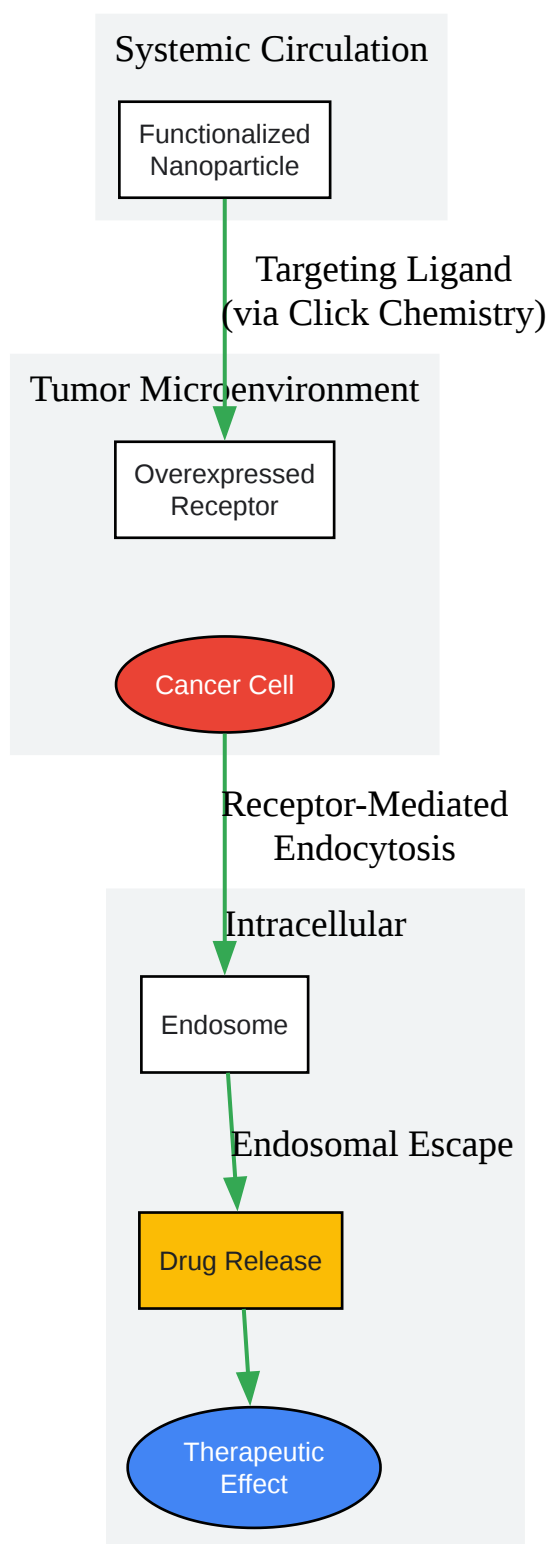 Systemic Circulation
Functionalized
Nanoparticle
Targeting Ligand
(via Click Chemistry)
Tumor Microenvironment
Overexpressed
Receptor
Cancer Cell
Receptor-Mediated
Endocytosis
Intracellular
Endosome
Endosomal Escape
Drug Release
Therapeutic
Effect